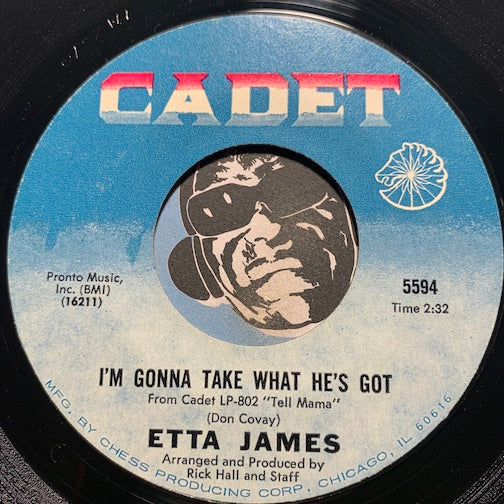 CADET
Pronto Music,
Inc. (BMI)
(16211)
5594
Time 2:32
I'M GONNA TAKE WHAT HE'S GOT
From Cadet LP-802 "Tell Mama"
(Don Covay)
ETTA JAMES
Arranged and Produced by
Rick Hall and Staff
MFG. BY CHESS PRODUCING CORP., CHICAGO, IL 60616